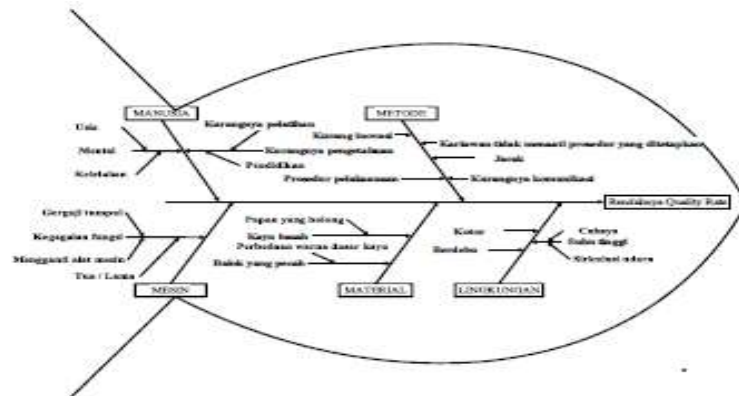 MANUSIA
METODE
Usia
Kurangnya pelatihan
Kurang inovasi
Karyawan tidak menaati prosedur yang ditetapkan
Mental
Kurangnya pengetahuan
Jarak
Kelelahan
Pendidikan
Prosedur pelaksanaan
Kurangnya komunikasi
Rendahnya Quality Rate
Gergaji tumpul
Papan yang bolong
Kotor
Cahaya
Kegagalan fungsi
Kayu basah
Suhu tinggi
Perbedaan warna dasar kayu
Berdebu
Mengganti alat mesin
Balok yang pecah
Sirkulasi udara
Tua / Lama
MESIN
MATERIAL
LINGKUNGAN